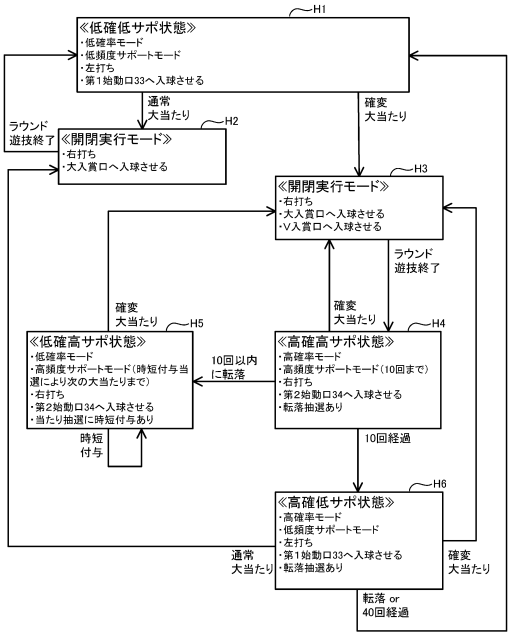 H1
≪低確低サポ状態≫
・低確率モード
・低頻度サポートモード
・左打ち
・第1始動口33へ入球させる
通常
大当たり
確変
大当たり
ラウンド
遊技終了
H2
≪開閉実行モード≫
・右打ち
・大入賞口へ入球させる
H3
≪開閉実行モード≫
・右打ち
・大入賞口へ入球させる
・V入賞口へ入球させる
ラウンド
遊技終了
確変
大当たり
確変
大当たり
H5
≪低確高サポ状態≫
・低確率モード
・高頻度サポートモード(時短付与当
選により次の大当たりまで)
・右打ち
・第2始動口34へ入球させる
・当たり抽選に時短付与あり
10回以内
に転落
H4
≪高確高サポ状態≫
・高確率モード
・高頻度サポートモード(10回まで)
・右打ち
・第2始動口34へ入球させる
・転落抽選あり
時短
付与
10回経過
H6
≪高確低サポ状態≫
・高確率モード
・低頻度サポートモード
・左打ち
・第1始動口33へ入球させる
・転落抽選あり
通常
大当たり
確変
大当たり
転落 or
40回経過